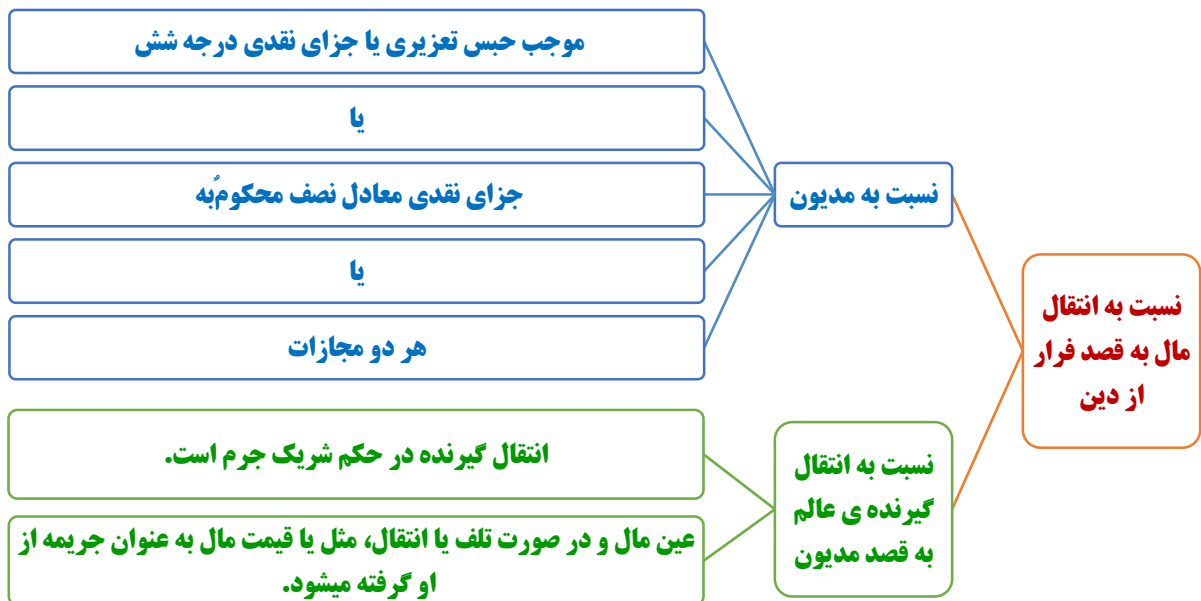 نسبت به انتقال
مال به قصد فرار
از دین
نسبت به مدیون
موجب حبس تعزیری یا جزای نقدی درجه شش
یا
جزای نقدی معادل نصف محکومٌ‌به
یا
هر دو مجازات
نسبت به انتقال
گیرنده ی عالم
به قصد مدیون
انتقال گیرنده در حکم شریک جرم است.
عین مال و در صورت تلف یا انتقال، مثل یا قیمت مال به عنوان جریمه از
او گرفته میشود.